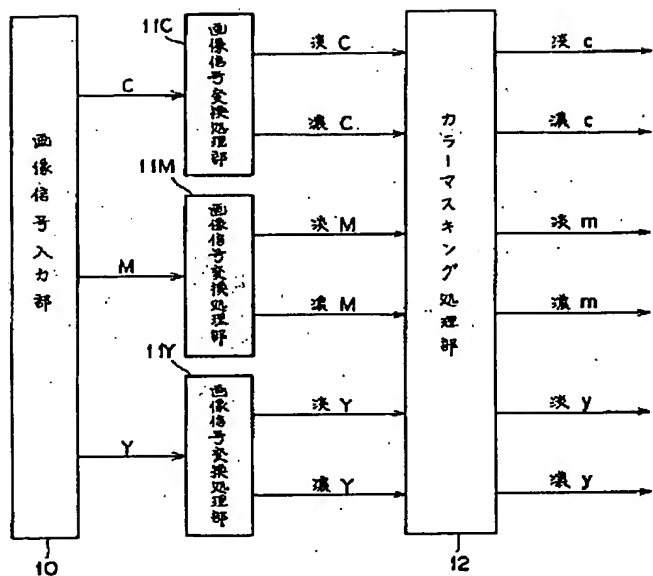 11C
淡 C
淡 c
C
画像信号変換処理部
濃 C
濃 c
画像信号入力部
11M
カラーマスキング処理部
淡 M
淡 m
M
画像信号変換処理部
濃 M
濃 m
11Y
淡 Y
淡 y
Y
画像信号変換処理部
濃 Y
濃 y
10
12